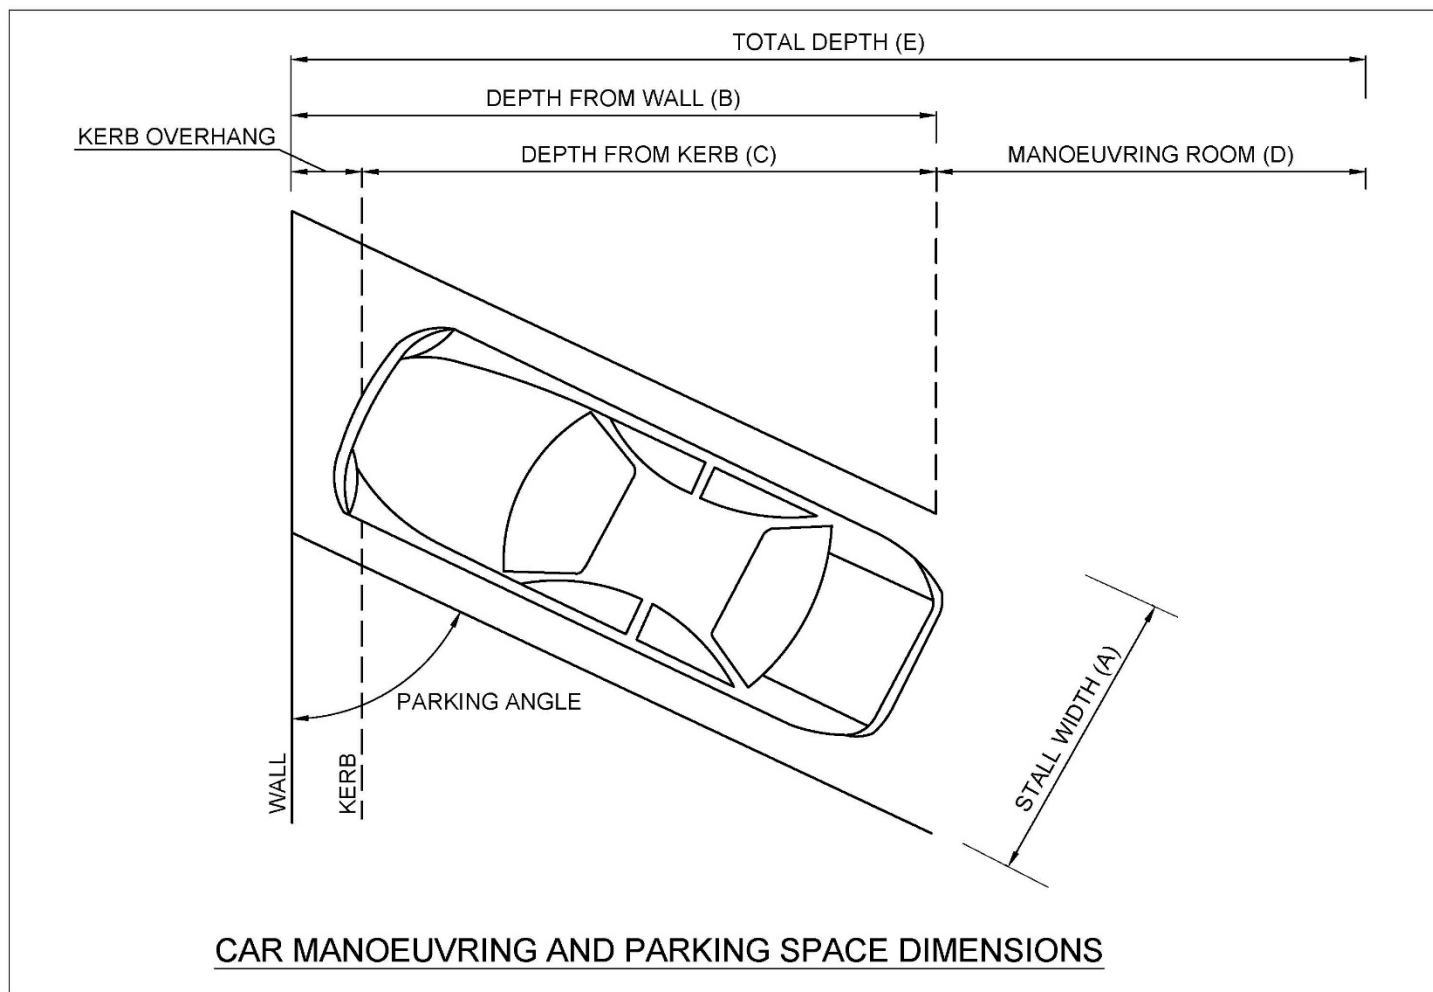 TOTAL DEPTH (E)
DEPTH FROM WALL (B)
KERB OVERHANG
DEPTH FROM KERB (C)
MANOEUVRING ROOM (D)
PARKING ANGLE
STALL WIDTH (A)
WALL
KERB
CAR MANOEUVRING AND PARKING SPACE DIMENSIONS